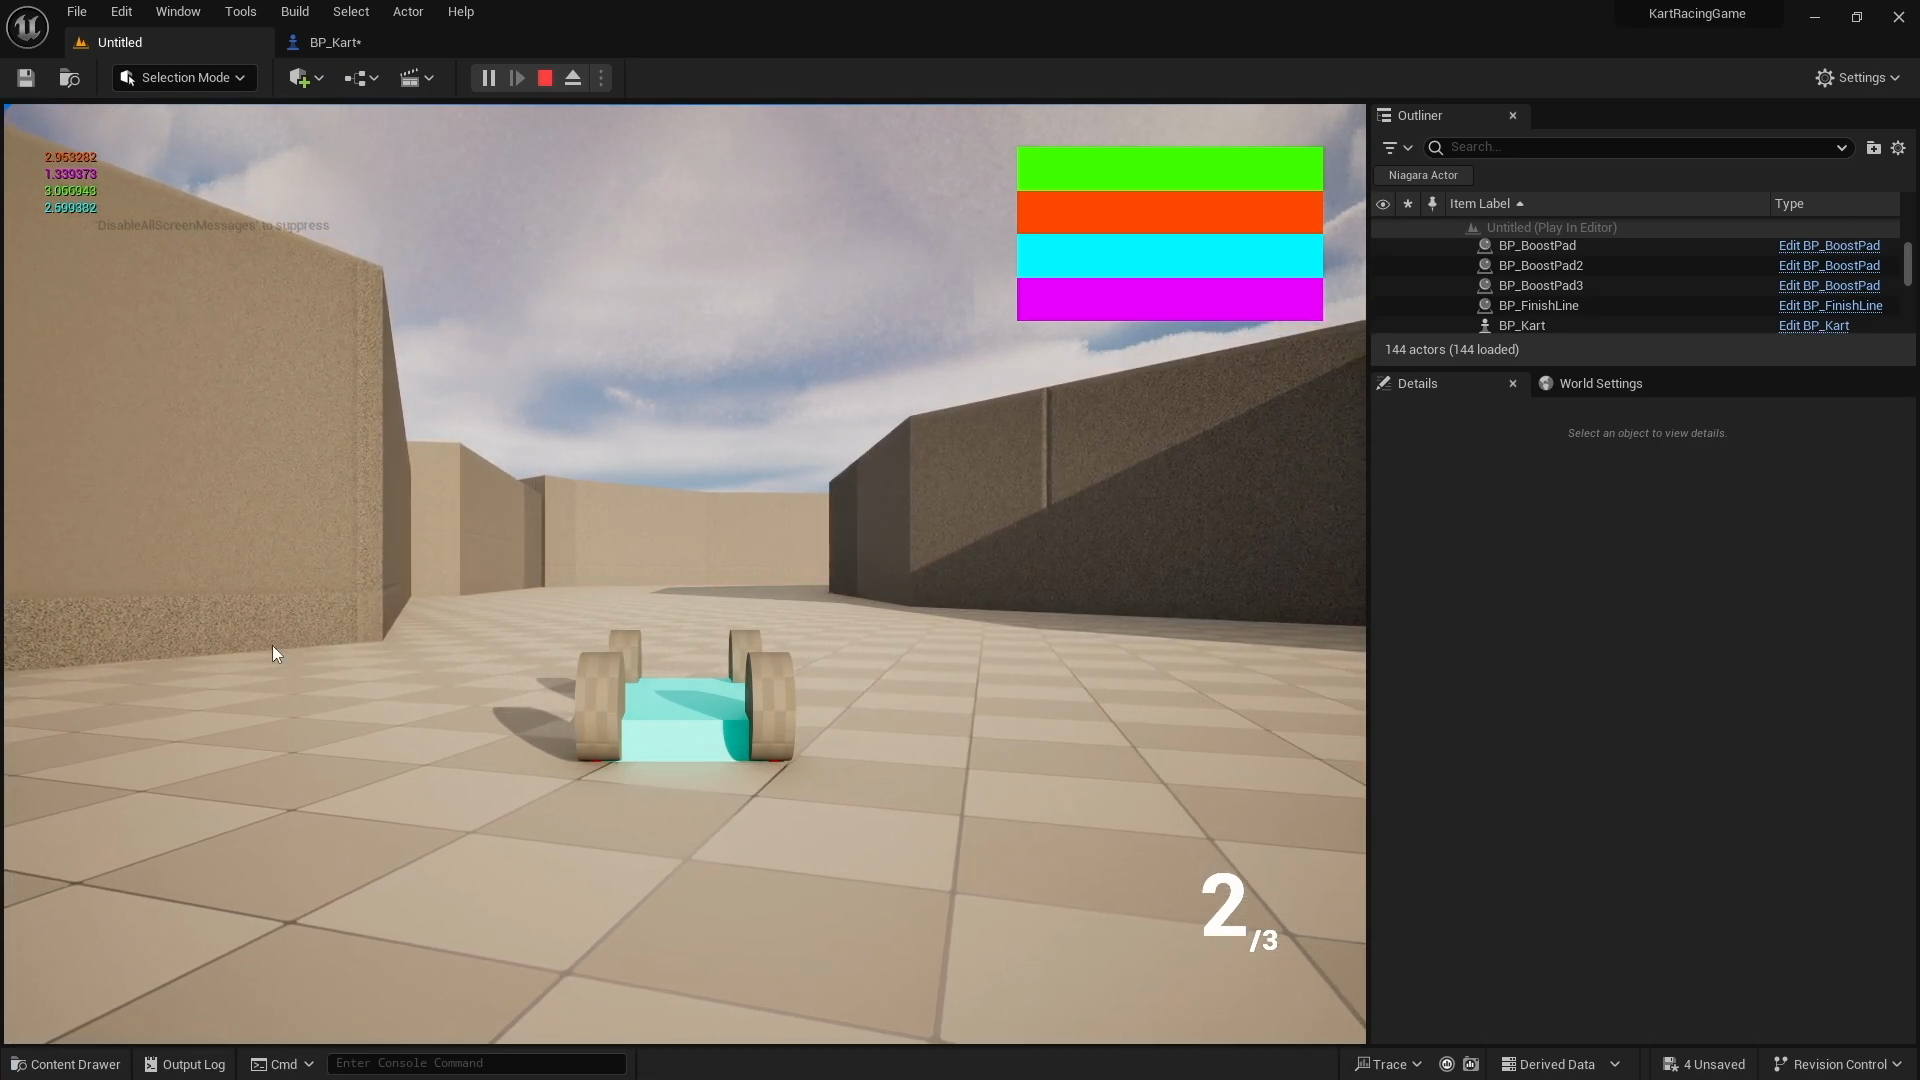 File Edit Window Tools Build Select Actor Help
KartRacingGame
Untitled
BP_Kart*
Selection Mode
Settings
2.953282
1.339373
3.056943
2.599382
'DisableAllScreenMessages' to suppress
2/3
Outliner
Search...
Niagara Actor
Item Label Type
Untitled (Play In Editor)
BP_BoostPad Edit BP_BoostPad
BP_BoostPad2 Edit BP_BoostPad
BP_BoostPad3 Edit BP_BoostPad
BP_FinishLine Edit BP_FinishLine
BP_Kart Edit BP_Kart
144 actors (144 loaded)
Details
World Settings
Select an object to view details.
Content Drawer
Output Log
Cmd
Enter Console Command
Trace
Derived Data
4 Unsaved
Revision Control